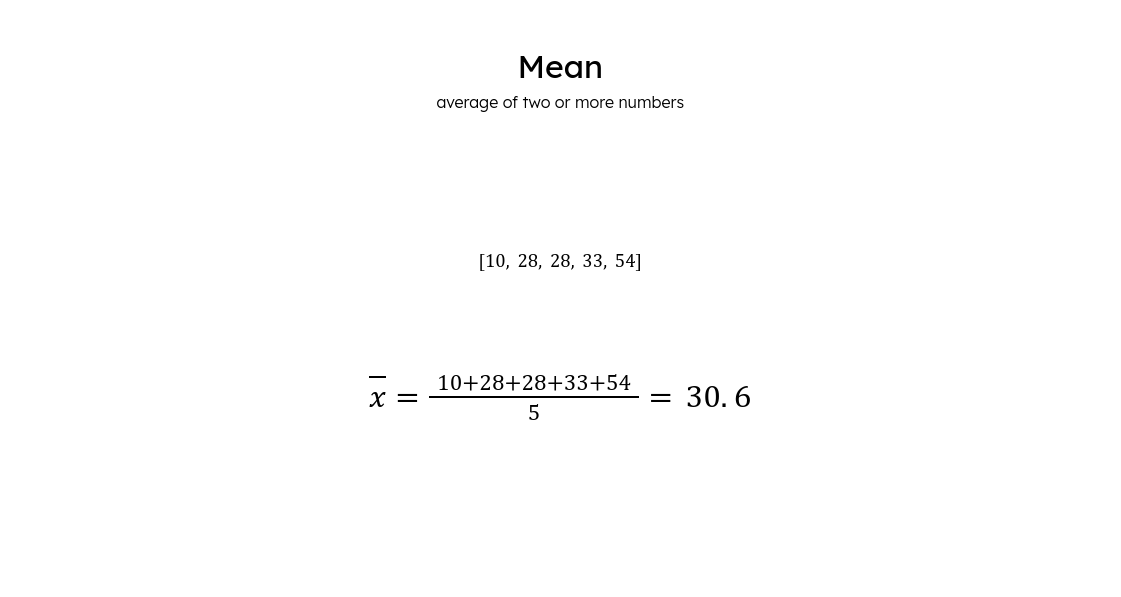 Mean
average of two or more numbers
[10, 28, 28, 33, 54]
x̅ = 10+28+28+33+54 / 5 = 30.6